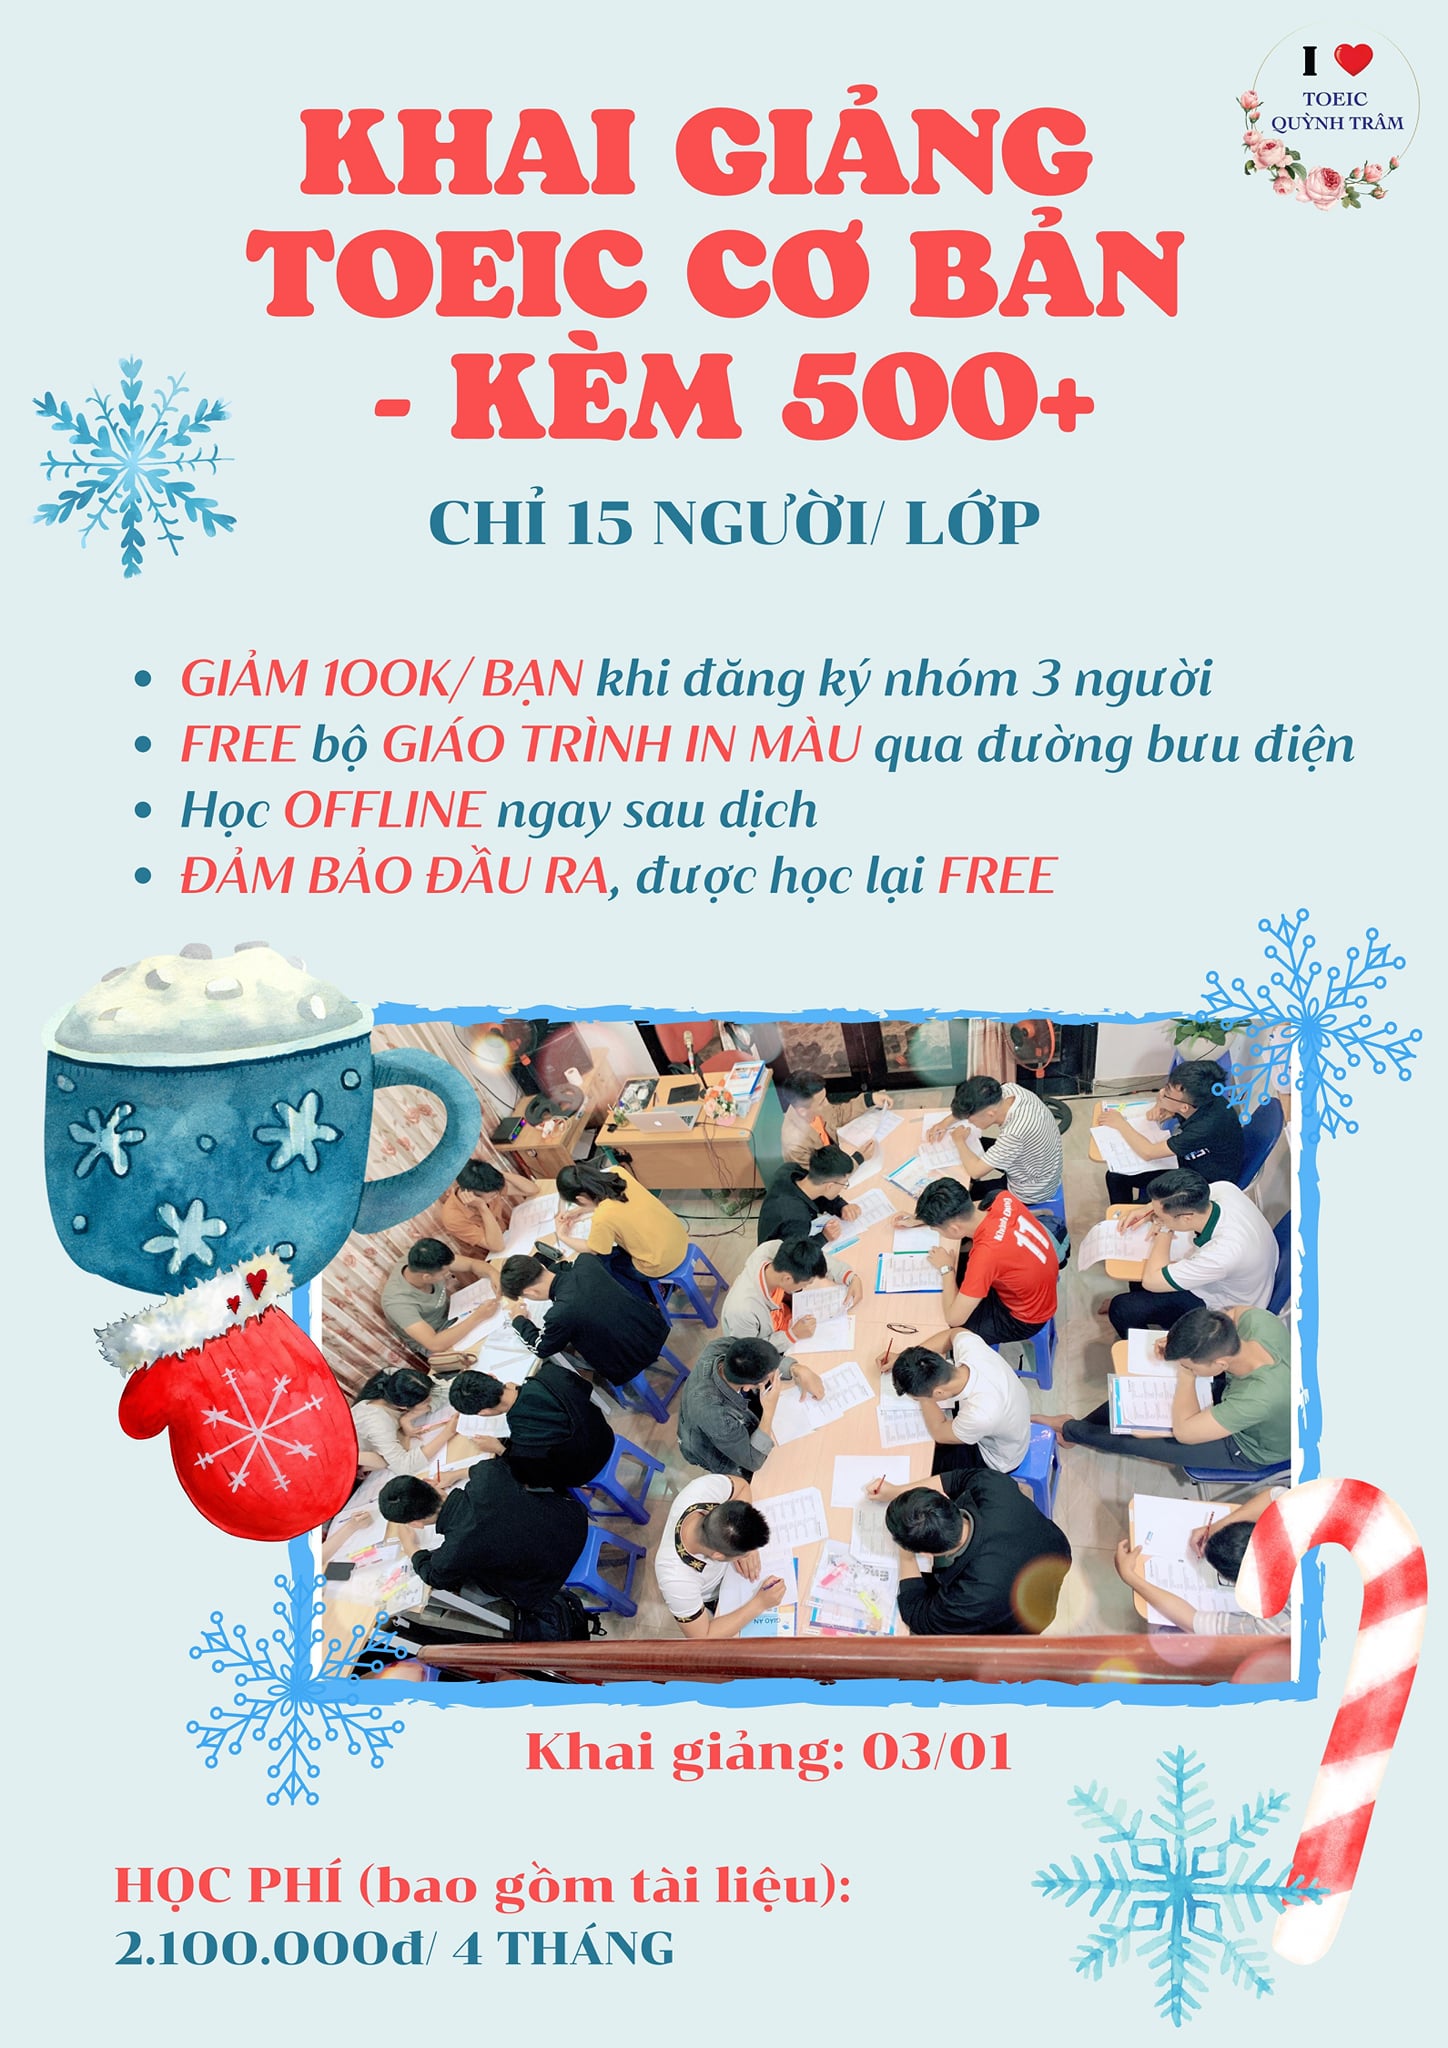 I ❤
TOEIC
QUỲNH TRÂM
KHAI GIẢNG
TOEIC CƠ BẢN
- KÈM 500+
CHỈ 15 NGƯỜI/ LỚP
• GIẢM 100K/ BẠN khi đăng ký nhóm 3 người
• FREE bộ GIÁO TRÌNH IN MÀU qua đường bưu điện
• Học OFFLINE ngay sau dịch
• ĐẢM BẢO ĐẦU RA, được học lại FREE
11
GIÁO ÁN
Khai giảng: 03/01
HỌC PHÍ (bao gồm tài liệu):
2.100.000đ/ 4 THÁNG